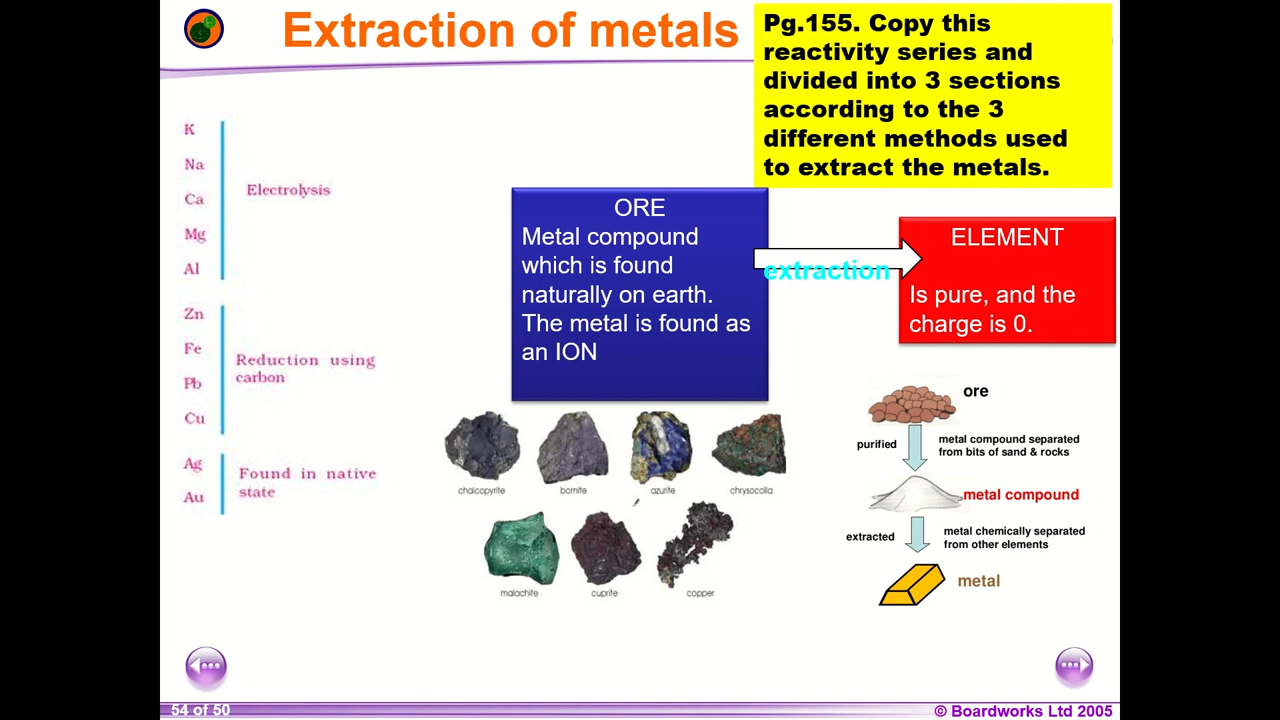 Extraction of metals
Pg.155. Copy this
reactivity series and
divided into 3 sections
according to the 3
different methods used
to extract the metals.
K
Na
Ca
Mg
Al
Electrolysis
Zn
Fe
Pb
Cu
Reduction using
carbon
Ag
Au
Found in native
state
ORE
Metal compound
which is found
naturally on earth.
The metal is found as
an ION
extraction
ELEMENT
Is pure, and the
charge is 0.
chalcopyrite
bornite
azurite
chrysocolla
malachite
cuprite
copper
ore
purified
metal compound separated
from bits of sand & rocks
metal compound
extracted
metal chemically separated
from other elements
metal
54 of 50
© Boardworks Ltd 2005